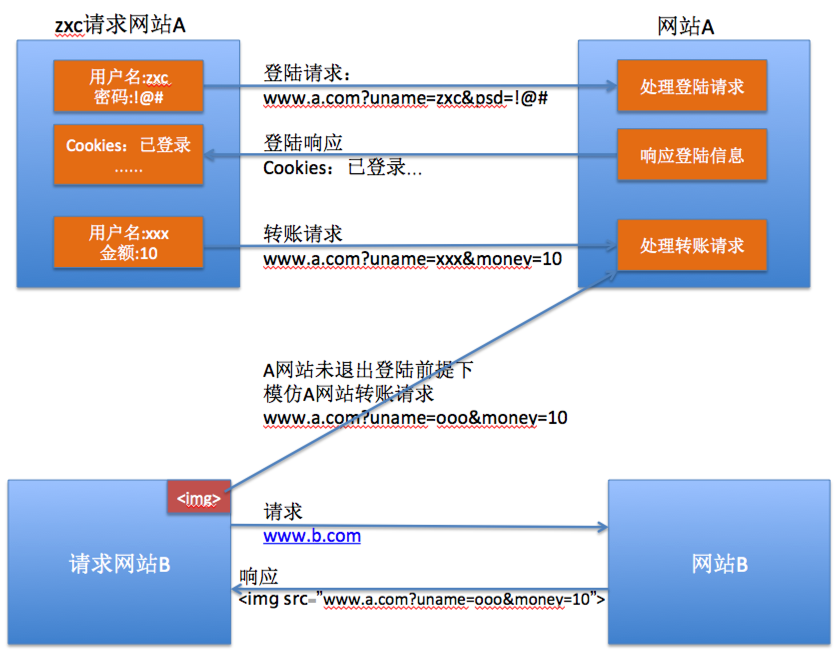 zxc请求网站A
网站A
用户名:zxc
密码:!@#
登陆请求：
www.a.com?uname=zxc&psd=!@#
处理登陆请求
Cookies：已登录
......
登陆响应
Cookies：已登录...
响应登陆信息
用户名:xxx
金额:10
转账请求
www.a.com?uname=xxx&money=10
处理转账请求
A网站未退出登陆前提下
模仿A网站转账请求
www.a.com?uname=ooo&money=10
<img>
请求
www.b.com
请求网站B
网站B
响应
<img src=”www.a.com?uname=ooo&money=10”>